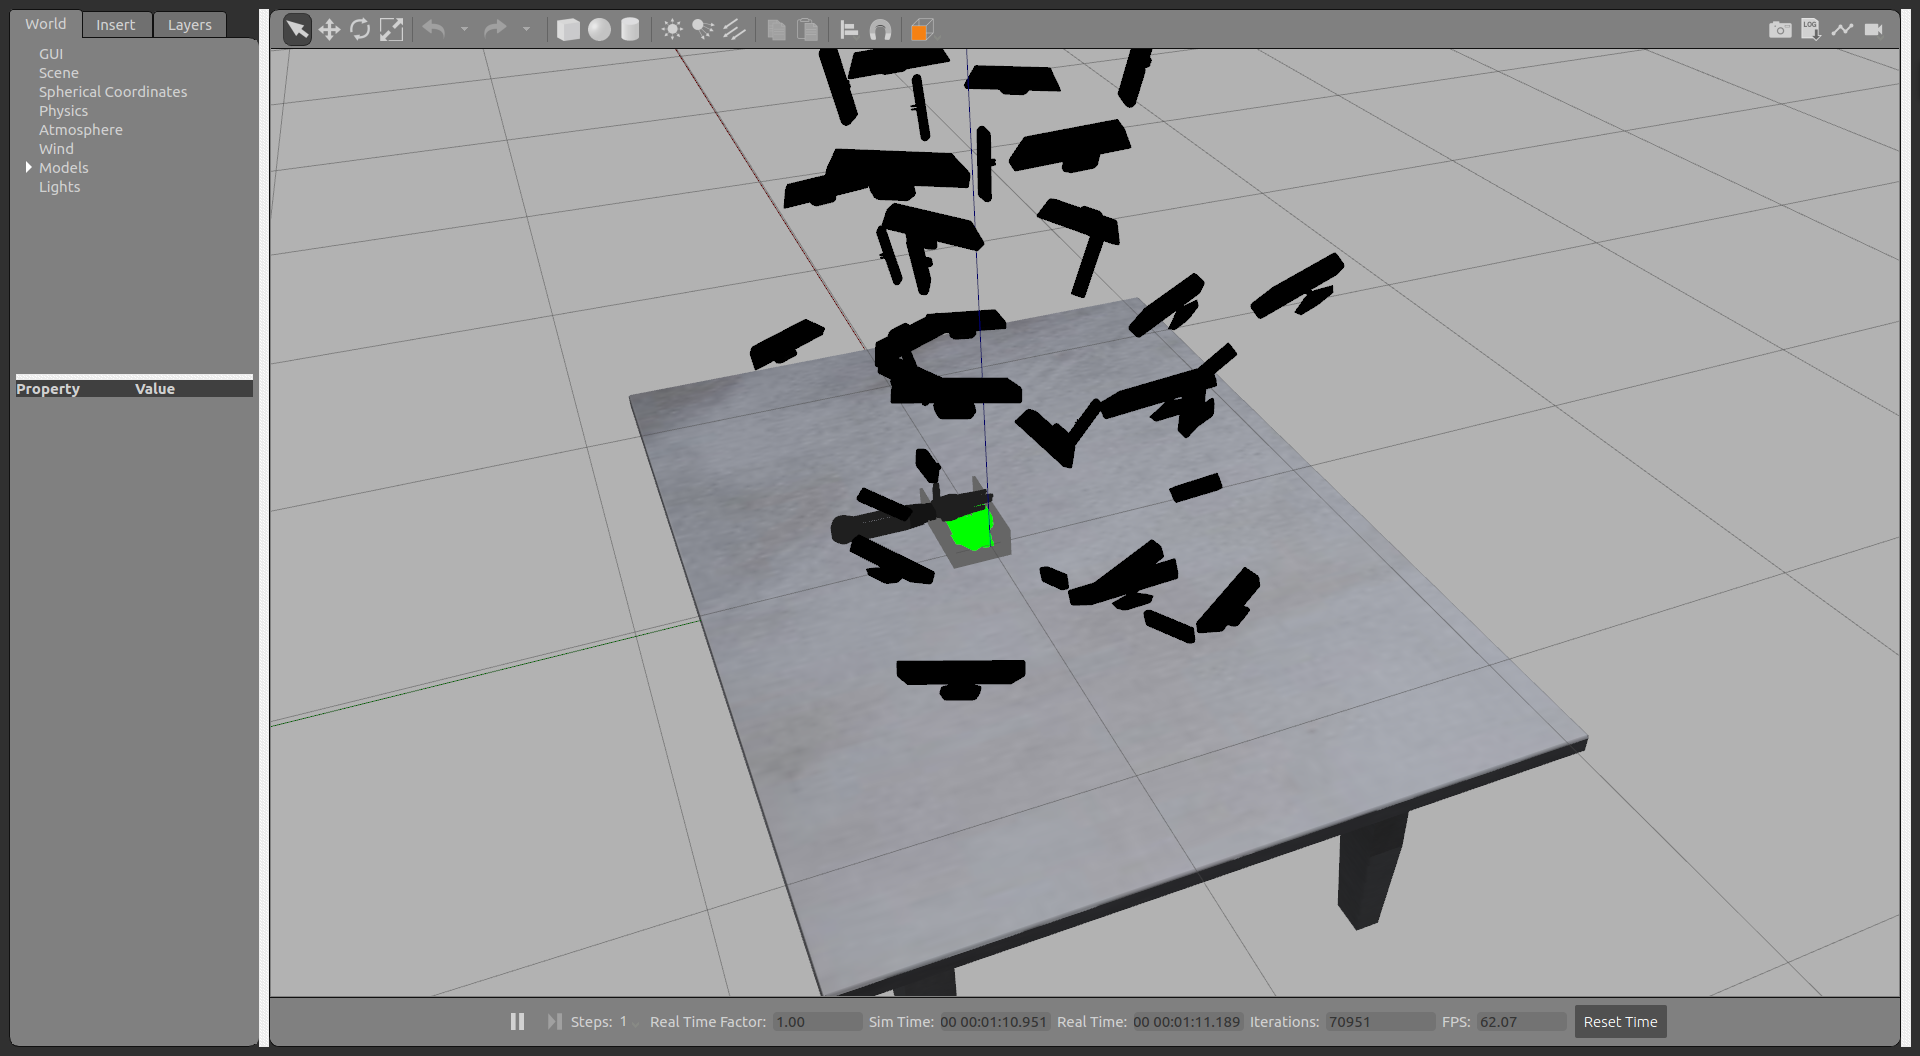 World Insert Layers
GUI
Scene
Spherical Coordinates
Physics
Atmosphere
Wind
Models
Lights
Property Value
LOG
Steps: 1 Real Time Factor: 1.00 Sim Time: 00 00:01:10.951 Real Time: 00 00:01:11.189 Iterations: 70951 FPS: 62.07 Reset Time